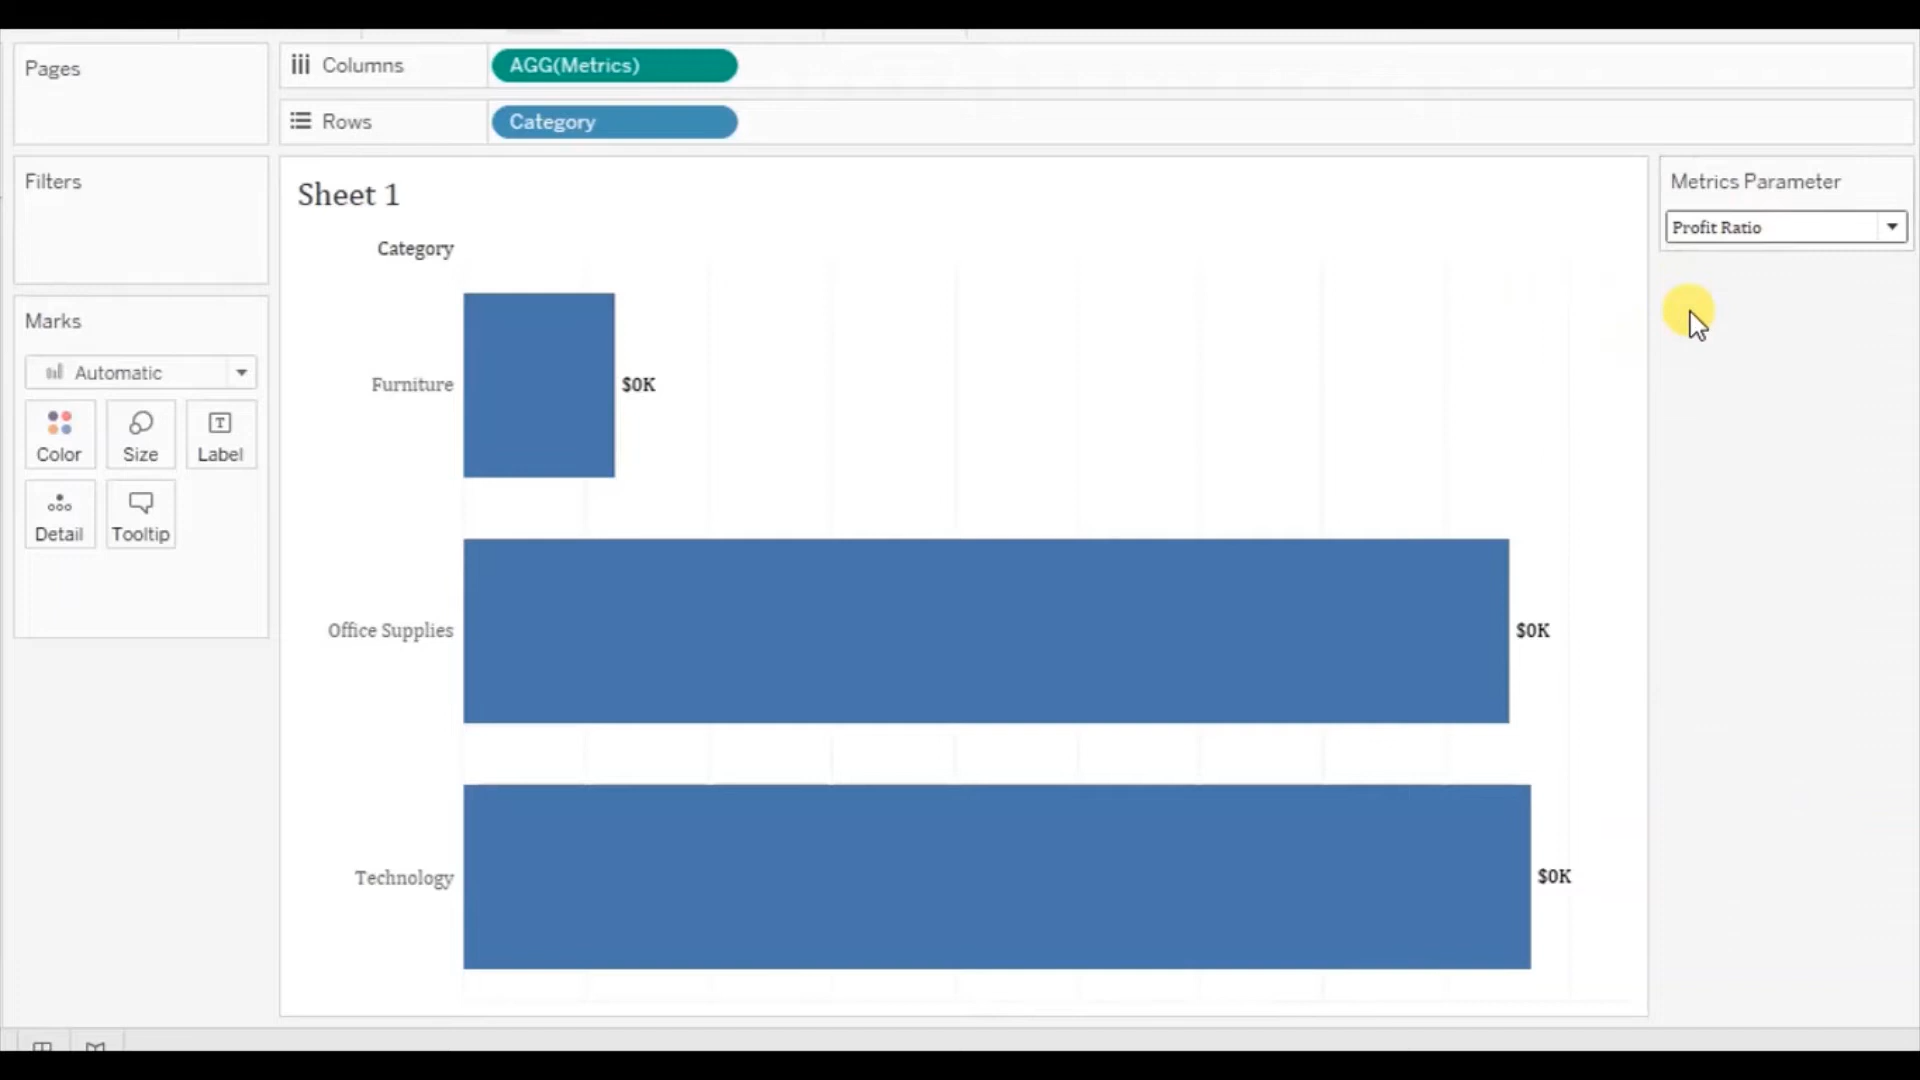 Pages
Columns
AGG(Metrics)
Rows
Category
Filters
Marks
Automatic
Color
Size
Label
Detail
Tooltip
Sheet 1
Category
Furniture
$0K
Office Supplies
$0K
Technology
$0K
Metrics Parameter
Profit Ratio